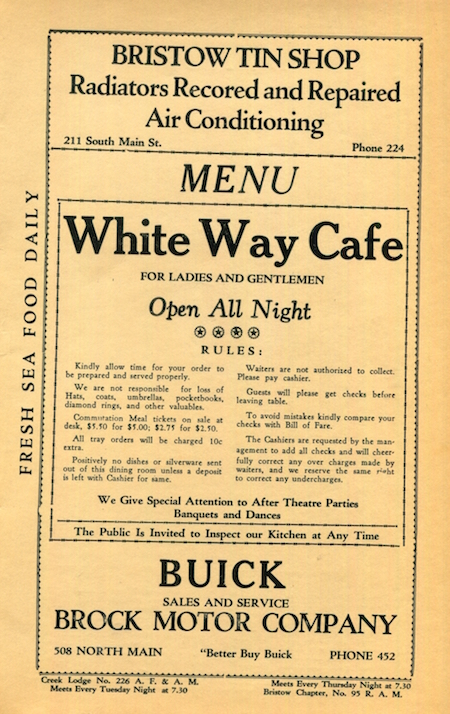 BRISTOW TIN SHOP
Radiators Recored and Repaired
Air Conditioning
211 South Main St.
Phone 224
MENU
FRESH SEA FOOD DAILY
White Way Cafe
FOR LADIES AND GENTLEMEN
Open All Night
RULES:
Kindly allow time for your order to
be prepared and served properly.
We are not responsible for loss of
Hats, coats, umbrellas, pocketbooks,
diamond rings, and other valuables.
Commutation Meal tickets on sale at
desk, $5.50 for $5.00; $2.75 for $2.50.
All tray orders will be charged 10c
extra.
Positively no dishes or silverware sent
out of this dining room unless a deposit
is left with Cashier for same.
Waiters are not authorized to collect.
Please pay cashier.
Guests will please get checks before
leaving table.
To avoid mistakes kindly compare your
checks with Bill of Fare.
The Cashiers are requested by the man-
agement to add all checks and will cheer-
fully correct any over charges made by
waiters, and we reserve the same right
to correct any undercharges.
We Give Special Attention to After Theatre Parties
Banquets and Dances
The Public Is Invited to Inspect our Kitchen at Any Time
BUICK
SALES AND SERVICE
BROCK MOTOR COMPANY
508 NORTH MAIN
"Better Buy Buick
PHONE 452
Creek Lodge No. 226 A. F. & A. M.
Meets Every Tuesday Night at 7.30
Meets Every Thursday Night at 7.30
Bristow Chapter, No. 95 R. A. M.